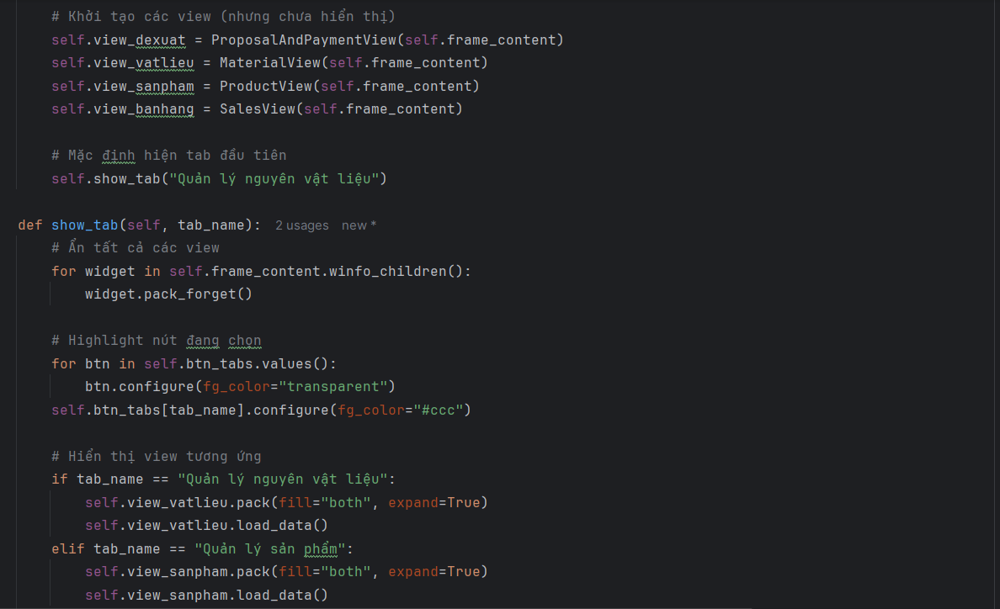 # Khởi tạo các view (nhưng chưa hiển thị)
self.view_dexuat = ProposalAndPaymentView(self.frame_content)
self.view_vatlieu = MaterialView(self.frame_content)
self.view_sanpham = ProductView(self.frame_content)
self.view_banhang = SalesView(self.frame_content)
# Mặc định hiện tab đầu tiên
self.show_tab("Quản lý nguyên vật liệu")
def show_tab(self, tab_name): 2 usages new *
# Ẩn tất cả các view
for widget in self.frame_content.winfo_children():
widget.pack_forget()
# Highlight nút đang chọn
for btn in self.btn_tabs.values():
btn.configure(fg_color="transparent")
self.btn_tabs[tab_name].configure(fg_color="#ccc")
# Hiển thị view tương ứng
if tab_name == "Quản lý nguyên vật liệu":
self.view_vatlieu.pack(fill="both", expand=True)
self.view_vatlieu.load_data()
elif tab_name == "Quản lý sản phẩm":
self.view_sanpham.pack(fill="both", expand=True)
self.view_sanpham.load_data()